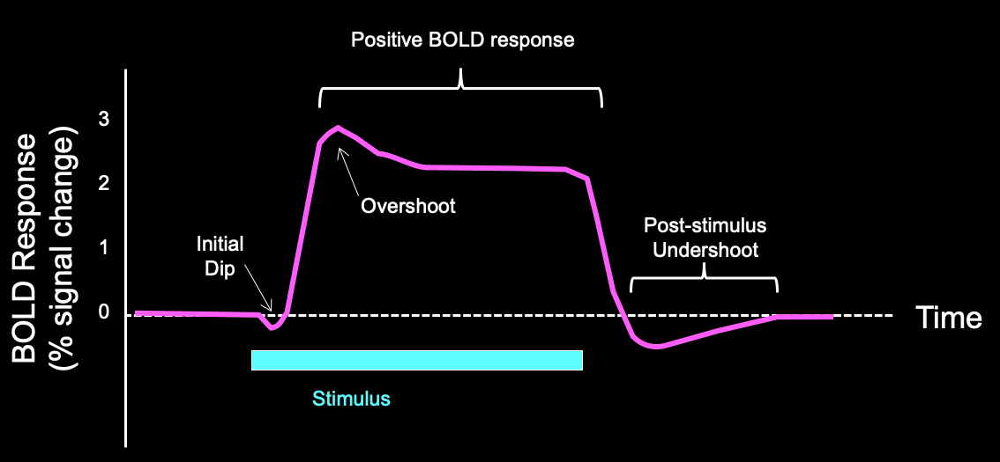 Positive BOLD response
BOLD Response
(% signal change)
3
2
1
0
Overshoot
Initial
Dip
Post-stimulus
Undershoot
Time
Stimulus